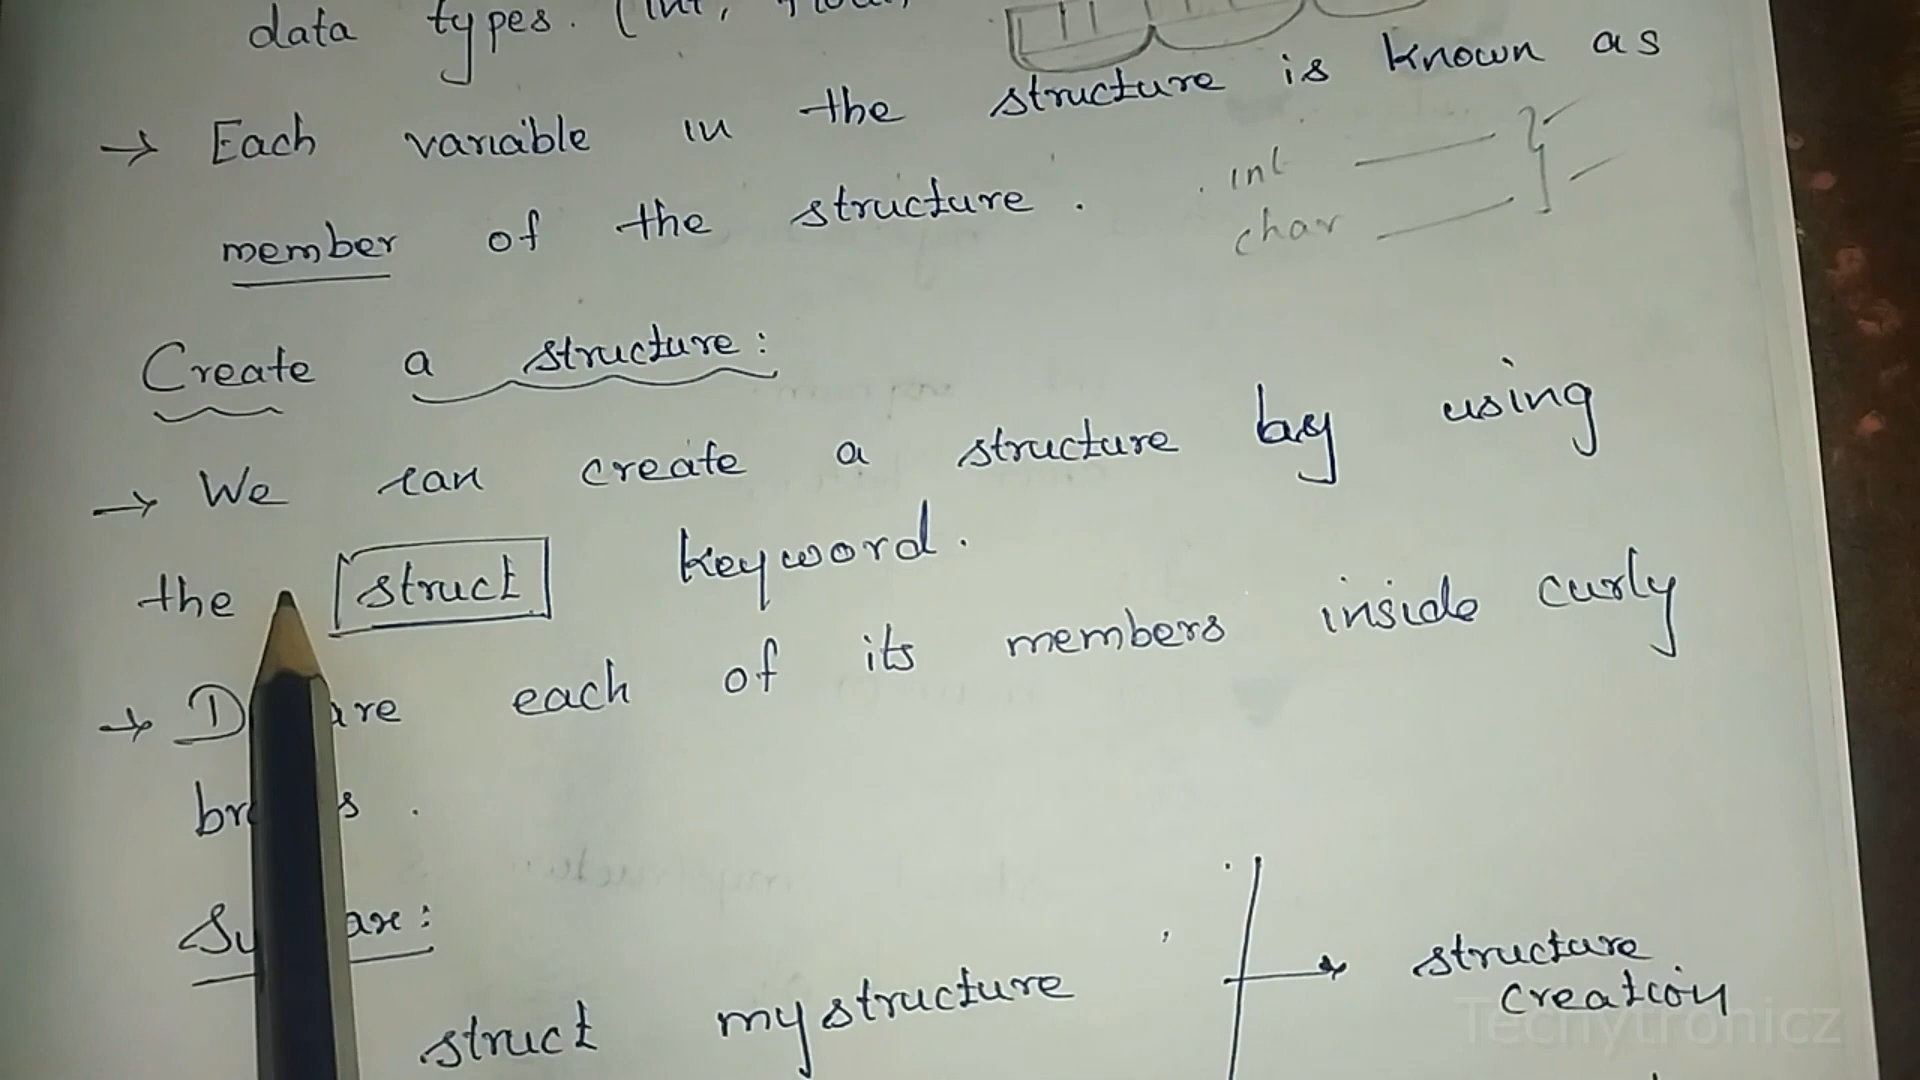 data types. (int,
→ Each variable in the structure is known as
member of the structure.
int
char
Create a structure:
→ We can create a structure by using
the struct keyword.
→ each of its members inside curly
struct mystructure
structure
creation
Techytronicz